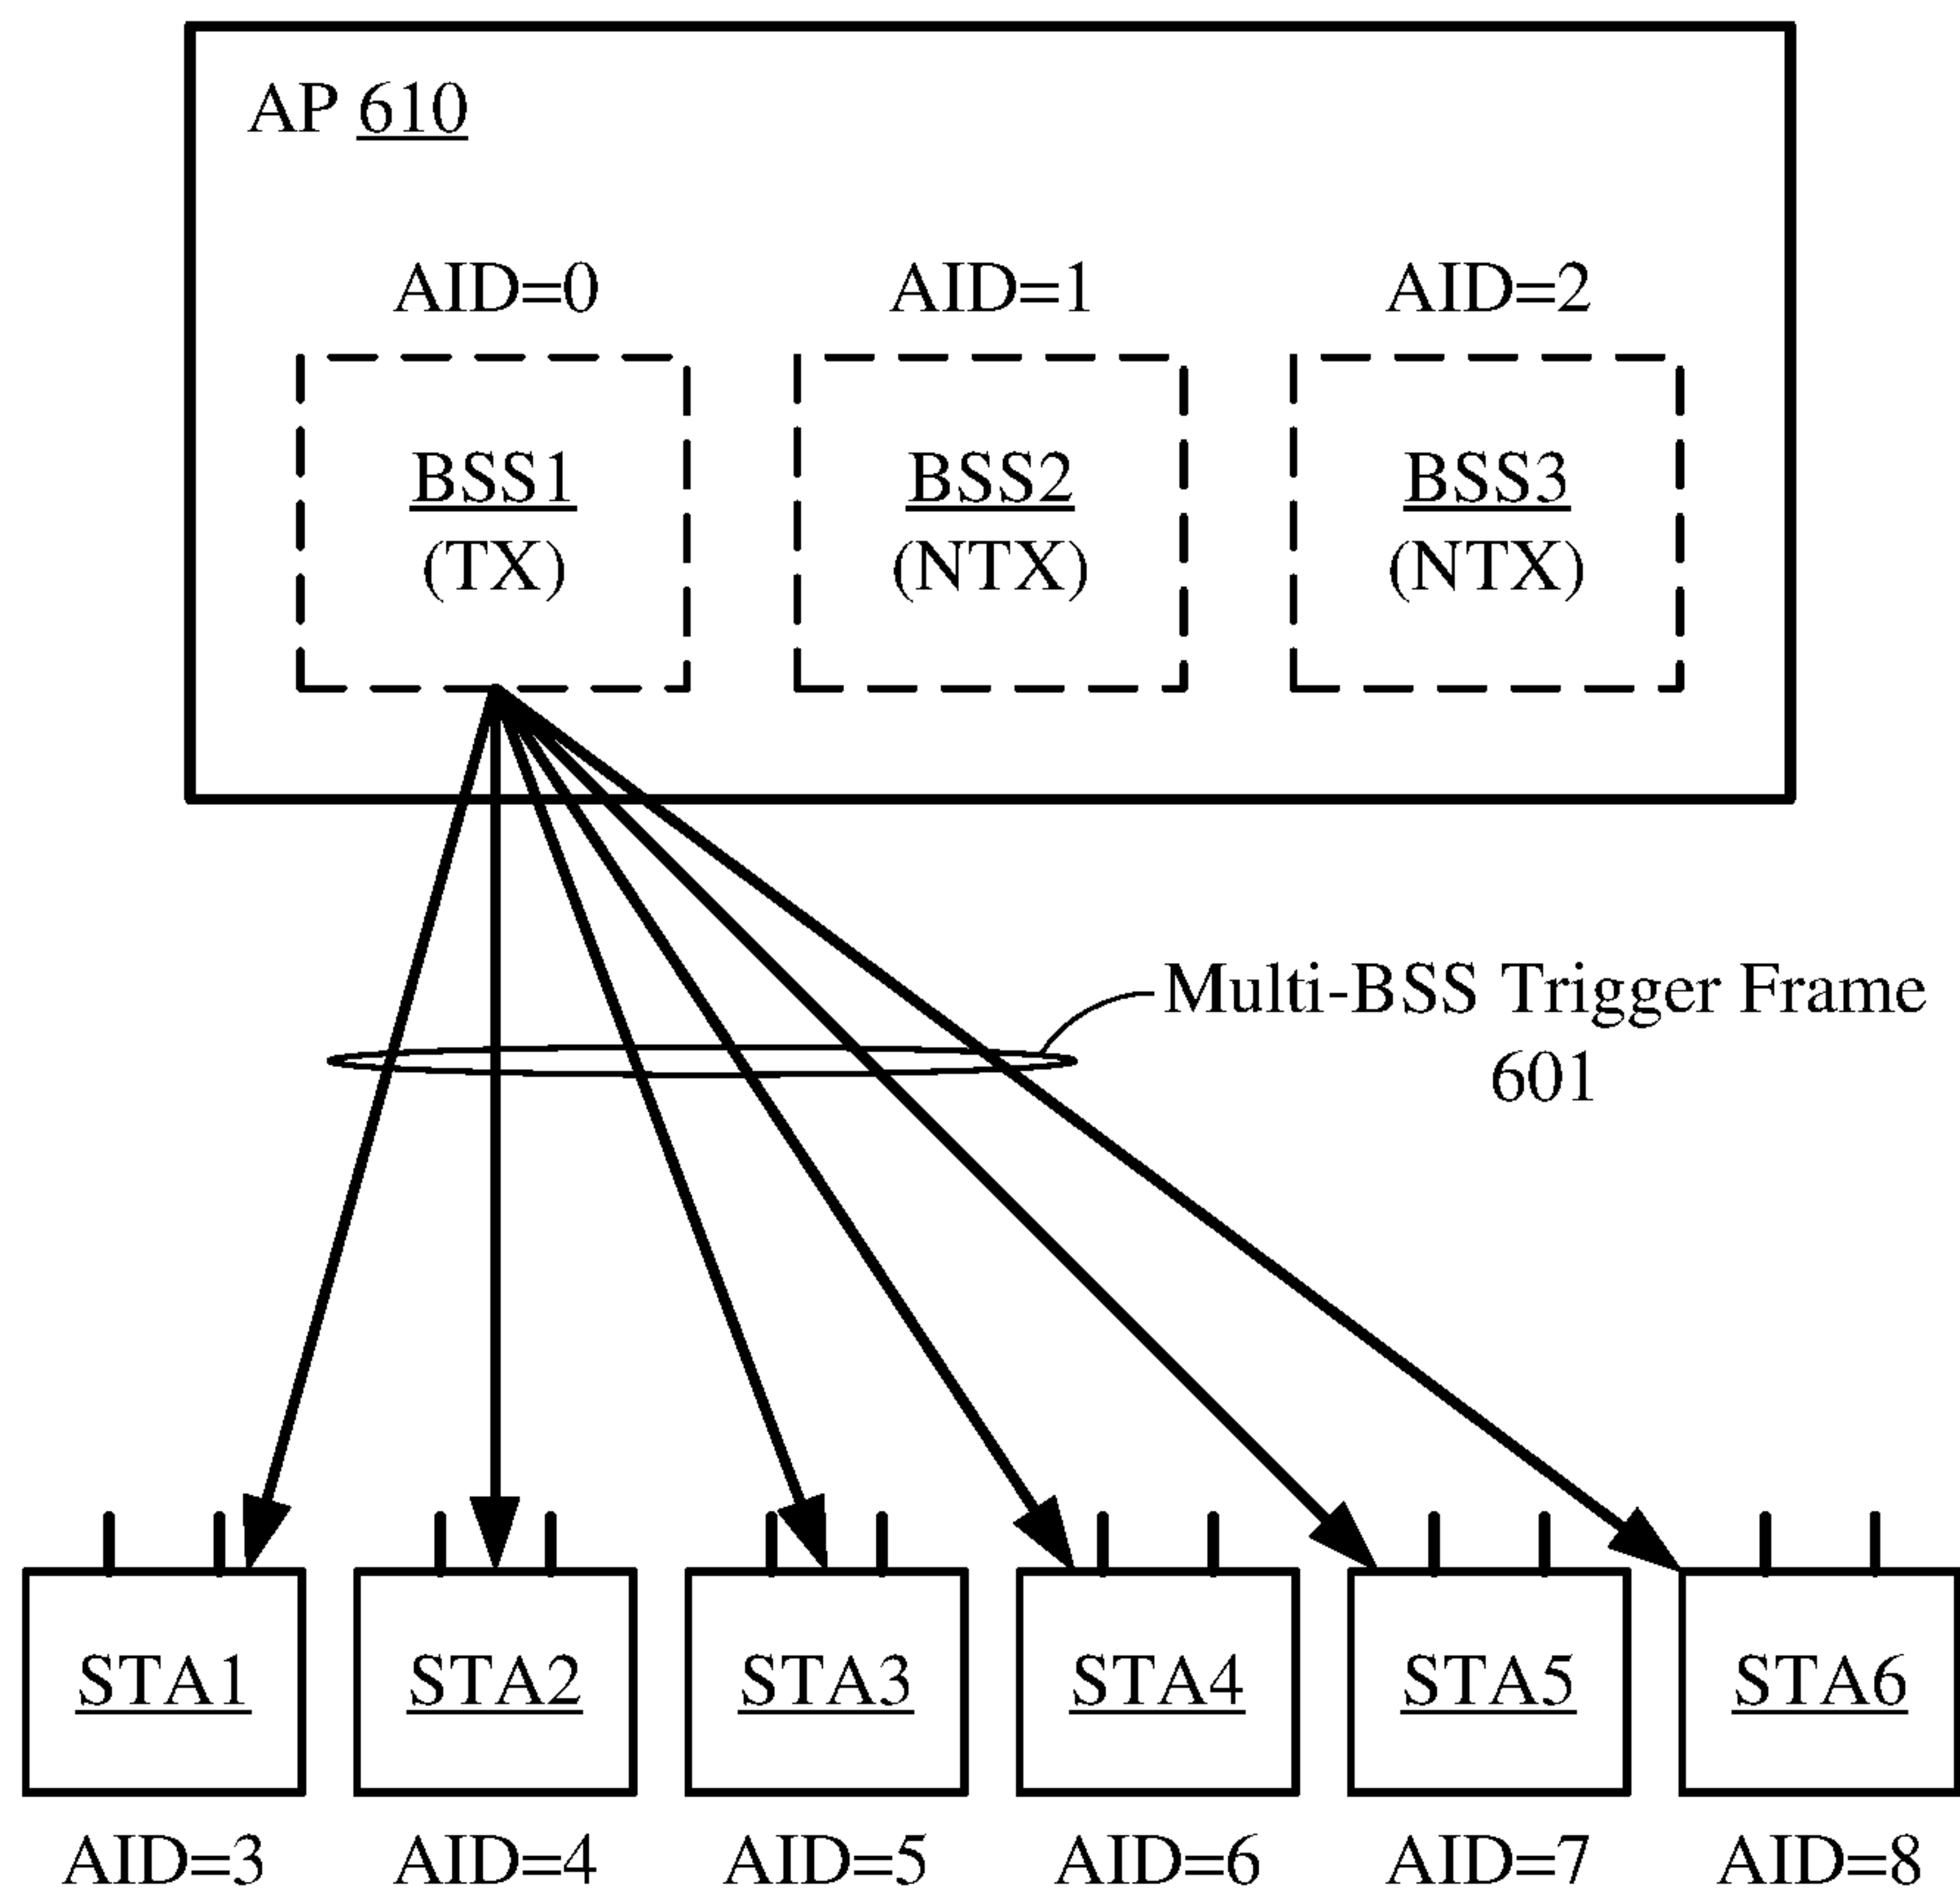 AP 610
AID=0 AID=1 AID=2
BSS1 BSS2 BSS3
(TX) (NTX) (NTX)
Multi-BSS Trigger Frame
601
STA1 STA2 STA3 STA4 STA5 STA6
AID=3 AID=4 AID=5 AID=6 AID=7 AID=8